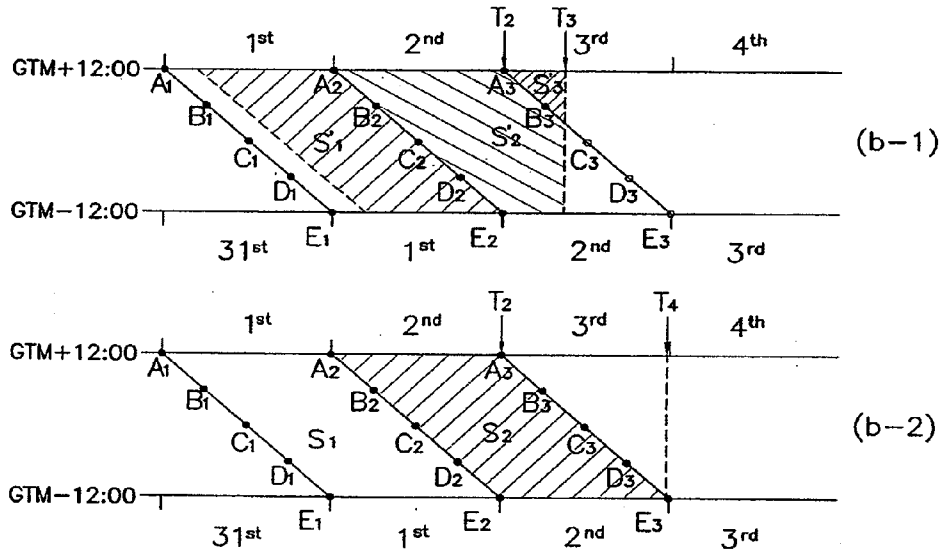 T2 T3
1st 2nd 3rd 4th
GTM+12:00
A1 A2 A3 S'3
B1 B2 B3
S'1 S'2
C1 C2 C3 (b-1)
D1 D2 D3
GTM-12:00
E1 E2 E3
31st 1st 2nd 3rd
T2 T4
1st 2nd 3rd 4th
GTM+12:00
A1 A2 A3
B1 B2 B3
C1 S1 C2 S2 C3 (b-2)
D1 D2 D3
GTM-12:00
E1 E2 E3
31st 1st 2nd 3rd